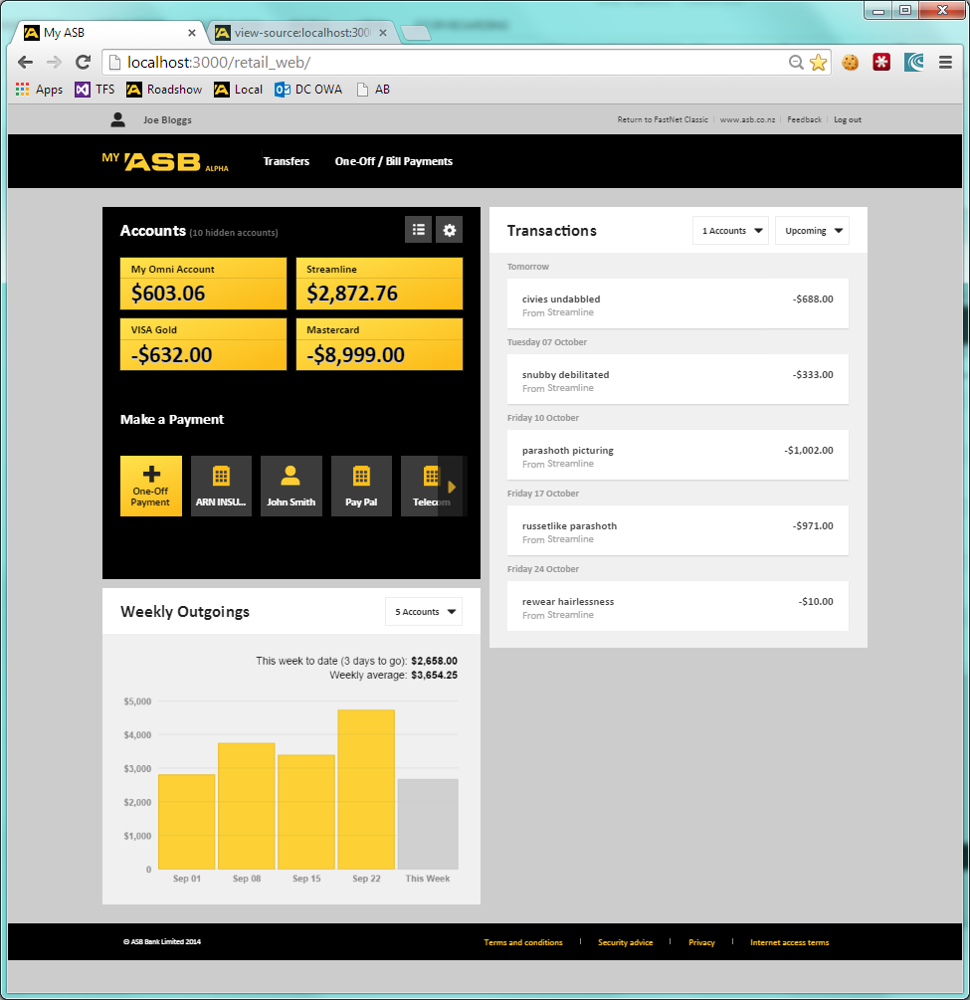 My ASB
view-source:localhost:300
localhost:3000/retail_web/
Apps TFS Roadshow Local DC OWA AB
Joe Bloggs
Return to FastNet Classic | www.asb.co.nz | Feedback | Log out
MY ASB ALPHA Transfers One-Off / Bill Payments
Accounts (10 hidden accounts)
My Omni Account
$603.06
Streamline
$2,872.76
VISA Gold
-$632.00
Mastercard
-$8,999.00
Make a Payment
One-Off
Payment
ARN INSU...
John Smith
Pay Pal
Telecom
Weekly Outgoings 5 Accounts
This week to date (3 days to go): $2,658.00
Weekly average: $3,654.25
$5,000
$4,000
$3,000
$2,000
$1,000
0
Sep 01 Sep 08 Sep 15 Sep 22 This Week
Transactions 1 Accounts Upcoming
Tomorrow
civies undabbled -$688.00
From Streamline
Tuesday 07 October
snubby debilitated -$333.00
From Streamline
Friday 10 October
parashoth picturing -$1,002.00
From Streamline
Friday 17 October
russetlike parashoth -$971.00
From Streamline
Friday 24 October
rewear hairlessness -$10.00
From Streamline
© ASB Bank Limited 2014 Terms and conditions | Security advice | Privacy | Internet access terms